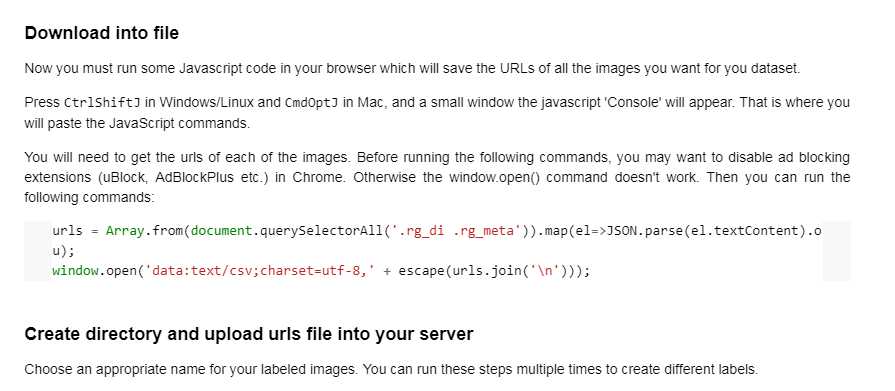 Download into file
Now you must run some Javascript code in your browser which will save the URLs of all the images you want for you dataset.
Press CtrlShiftJ in Windows/Linux and CmdOptJ in Mac, and a small window the javascript 'Console' will appear. That is where you
will paste the JavaScript commands.
You will need to get the urls of each of the images. Before running the following commands, you may want to disable ad blocking
extensions (uBlock, AdBlockPlus etc.) in Chrome. Otherwise the window.open() command doesn't work. Then you can run the
following commands:
urls = Array.from(document.querySelectorAll('.rg_di .rg_meta')).map(el=>JSON.parse(el.textContent).o
u);
window.open('data:text/csv;charset=utf-8,' + escape(urls.join('\n')));
Create directory and upload urls file into your server
Choose an appropriate name for your labeled images. You can run these steps multiple times to create different labels.